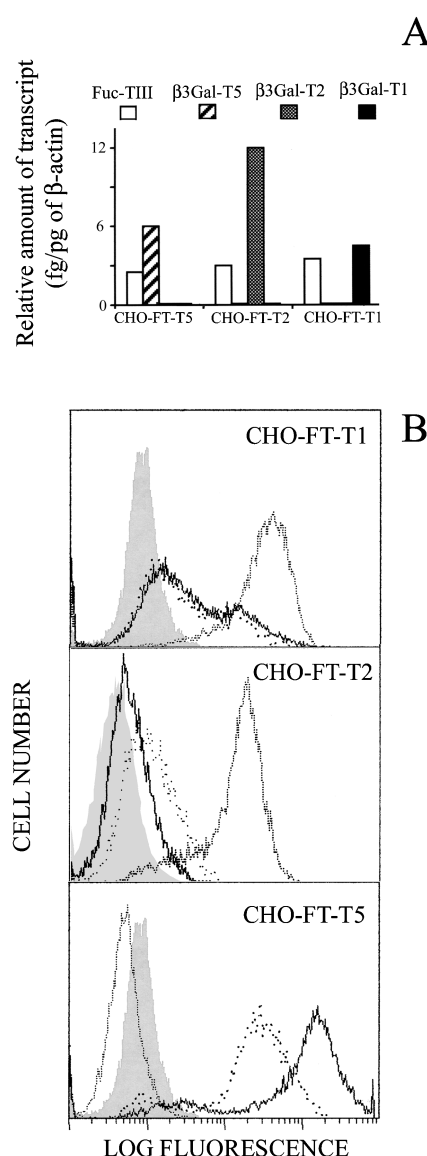 A
Relative amount of transcript
(fg/pg of β-actin)
Fuc-TIII β3Gal-T5 β3Gal-T2 β3Gal-T1
12
6
0
CHO-FT-T5 CHO-FT-T2 CHO-FT-T1
B
CELL NUMBER
CHO-FT-T1
CHO-FT-T2
CHO-FT-T5
LOG FLUORESCENCE